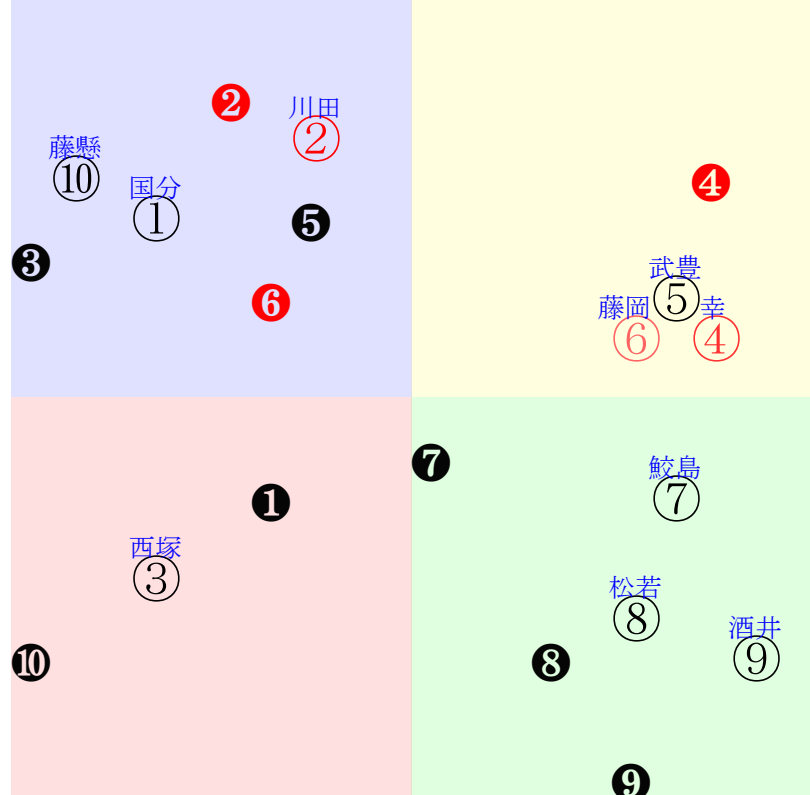 ❷
川田
②
藤懸
⑩
国分
①
❺
❸
❻
❹
武豊
⑤
藤岡
⑥
幸
④
❼
鮫島
⑦
❶
西塚
③
松若
⑧
酒井
⑨
❿
❽
❾